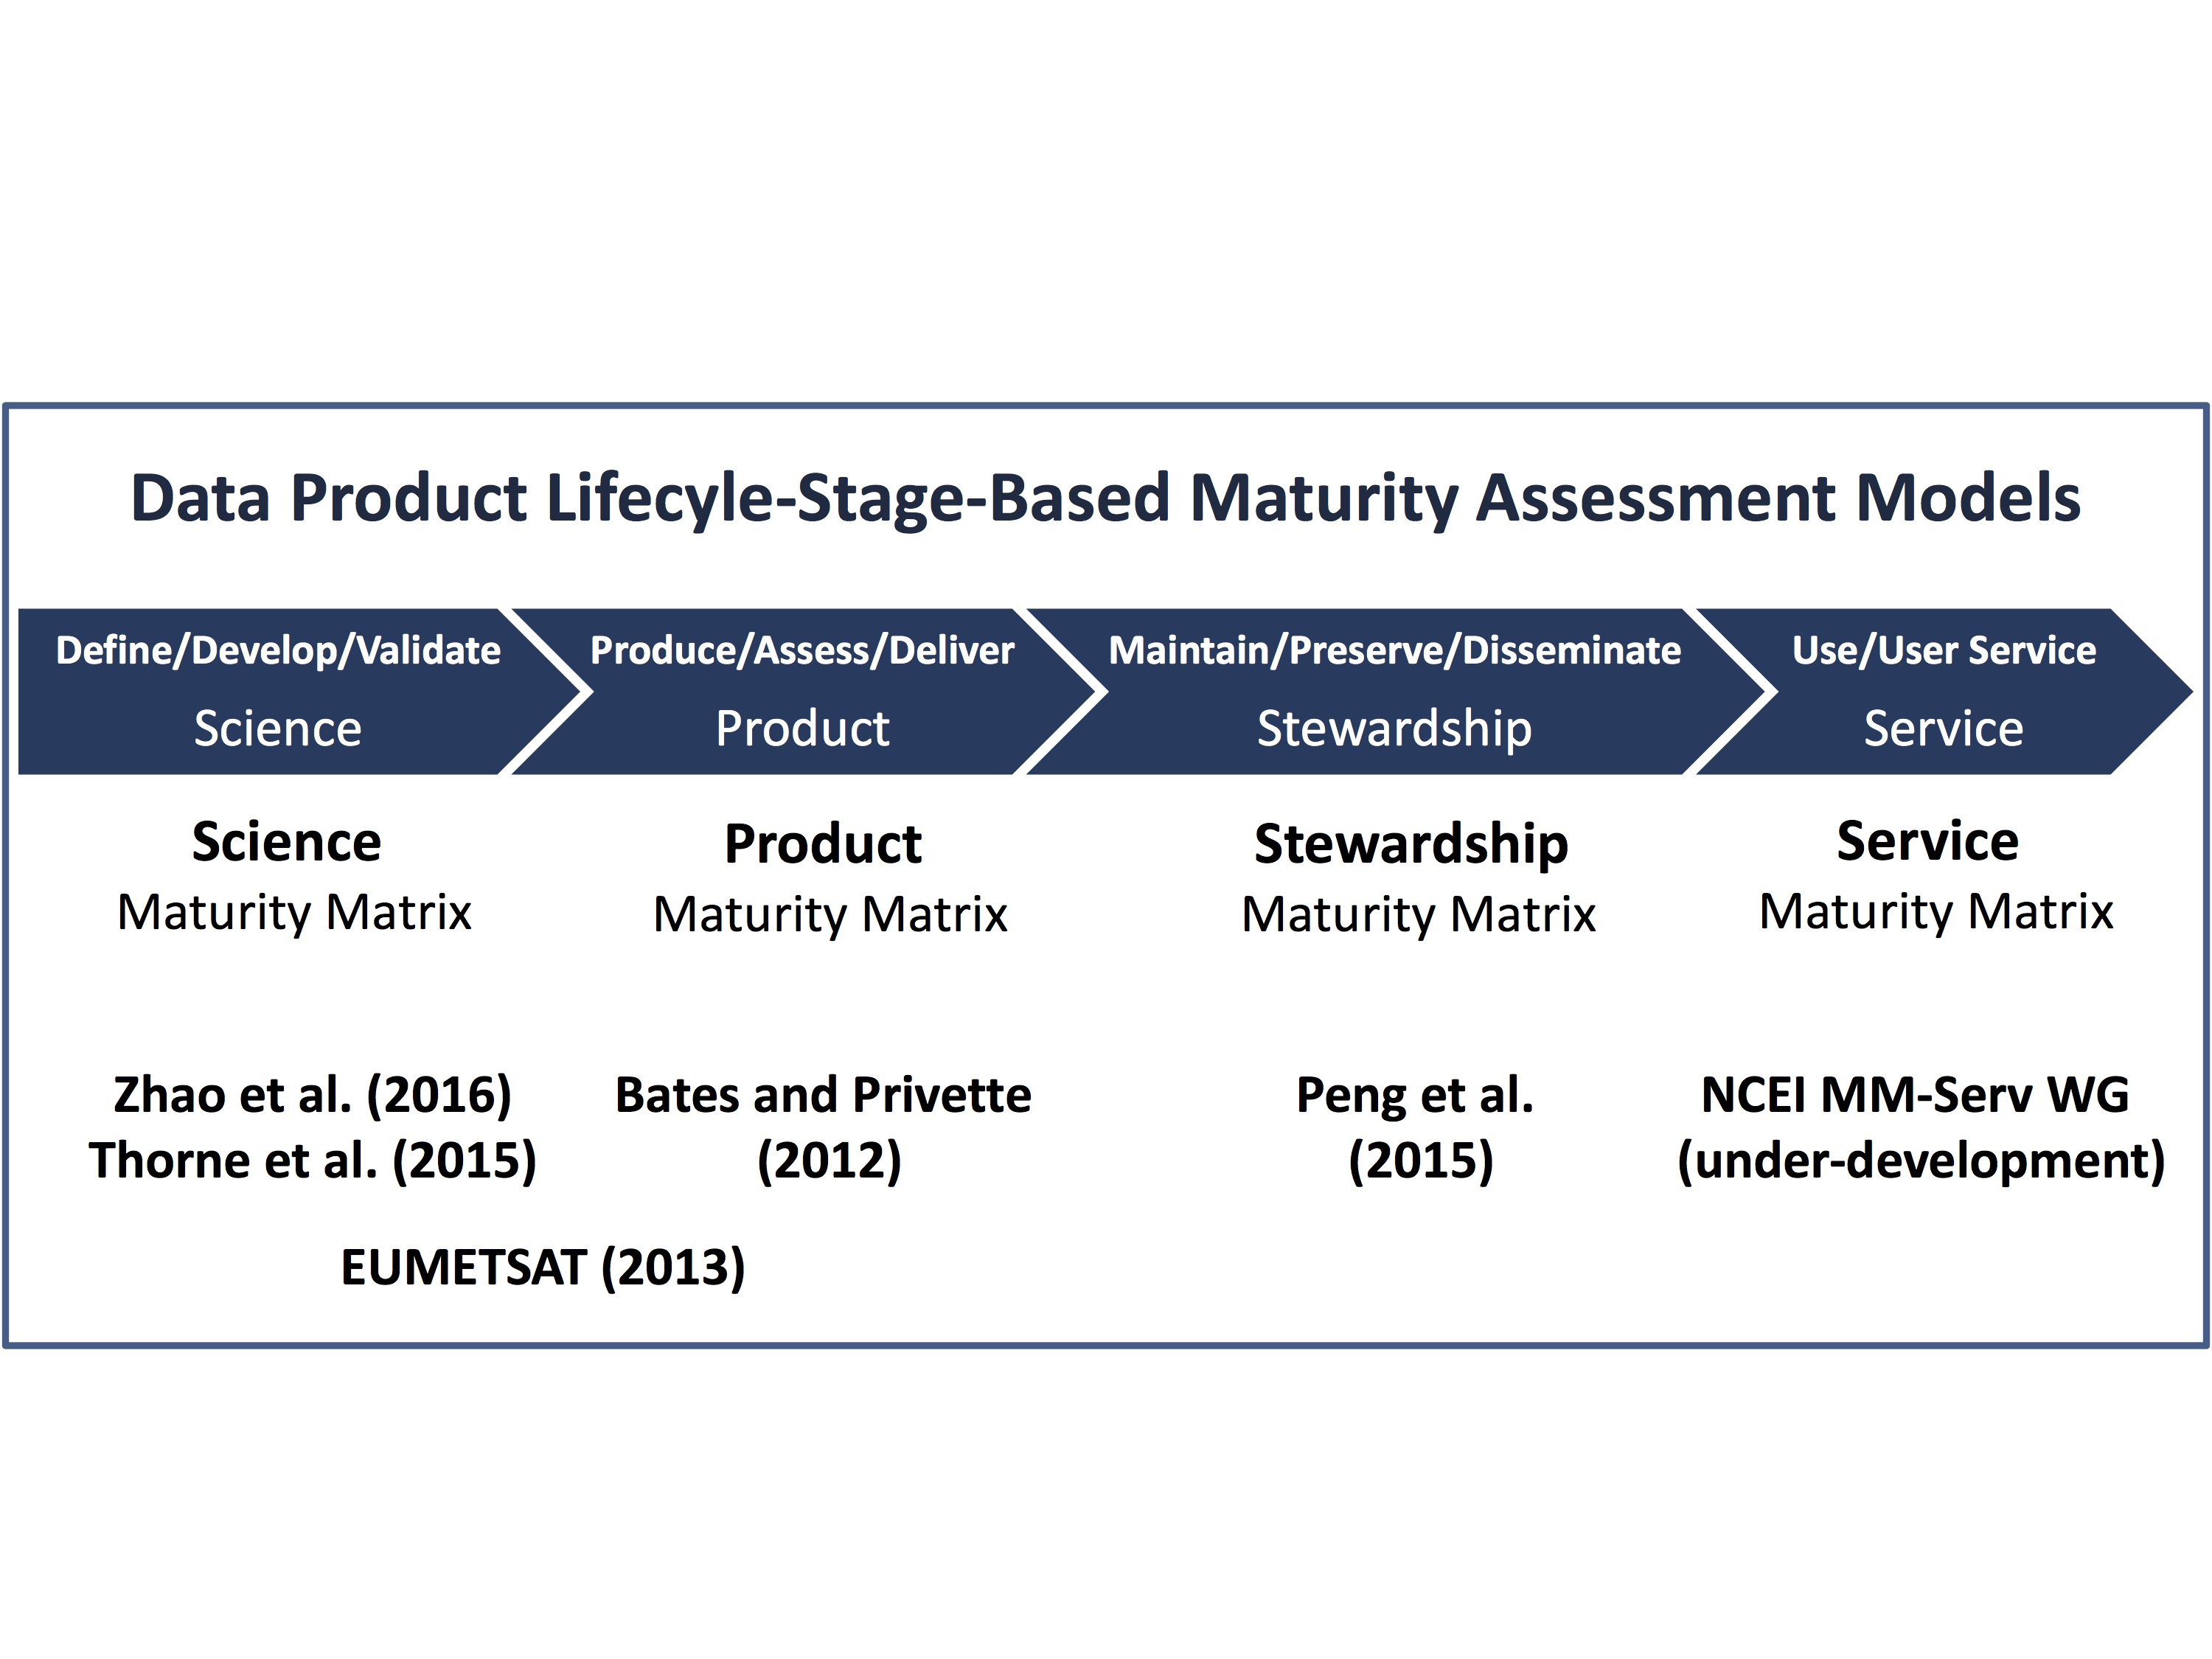 Data Product Lifecyle-Stage-Based Maturity Assessment Models
Define/Develop/Validate
Science
Produce/Assess/Deliver
Product
Maintain/Preserve/Disseminate
Stewardship
Use/User Service
Service
Science
Maturity Matrix
Product
Maturity Matrix
Stewardship
Maturity Matrix
Service
Maturity Matrix
Zhao et al. (2016)
Thorne et al. (2015)
Bates and Privette
(2012)
Peng et al.
(2015)
NCEI MM-Serv WG
(under-development)
EUMETSAT (2013)